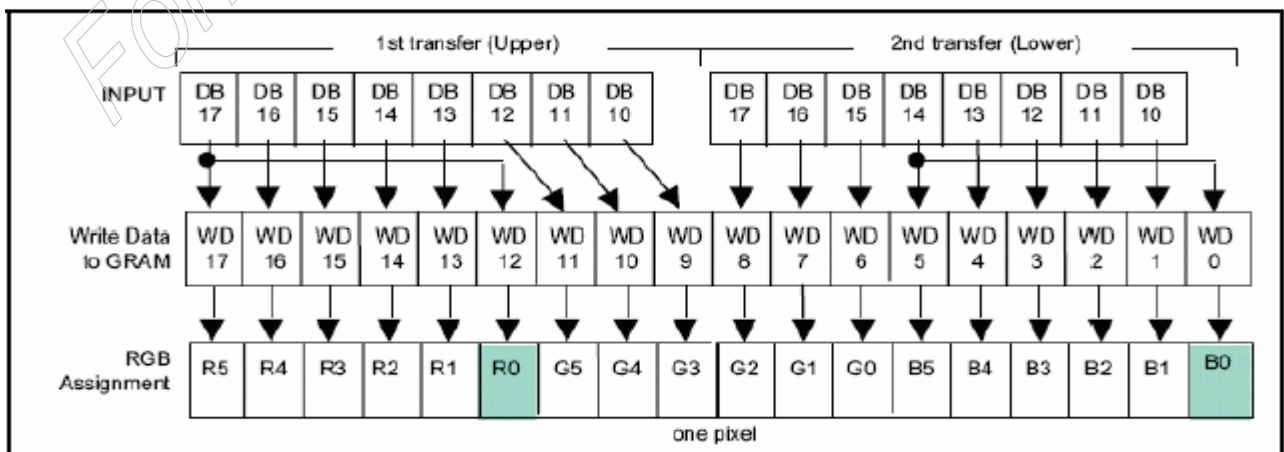 For
1st transfer (Upper) 2nd transfer (Lower)
INPUT DB 17 DB 16 DB 15 DB 14 DB 13 DB 12 DB 11 DB 10 DB 17 DB 16 DB 15 DB 14 DB 13 DB 12 DB 11 DB 10
Write Data to GRAM WD 17 WD 16 WD 15 WD 14 WD 13 WD 12 WD 11 WD 10 WD 9 WD 8 WD 7 WD 6 WD 5 WD 4 WD 3 WD 2 WD 1 WD 0
RGB Assignment R5 R4 R3 R2 R1 R0 G5 G4 G3 G2 G1 G0 B5 B4 B3 B2 B1 B0
one pixel